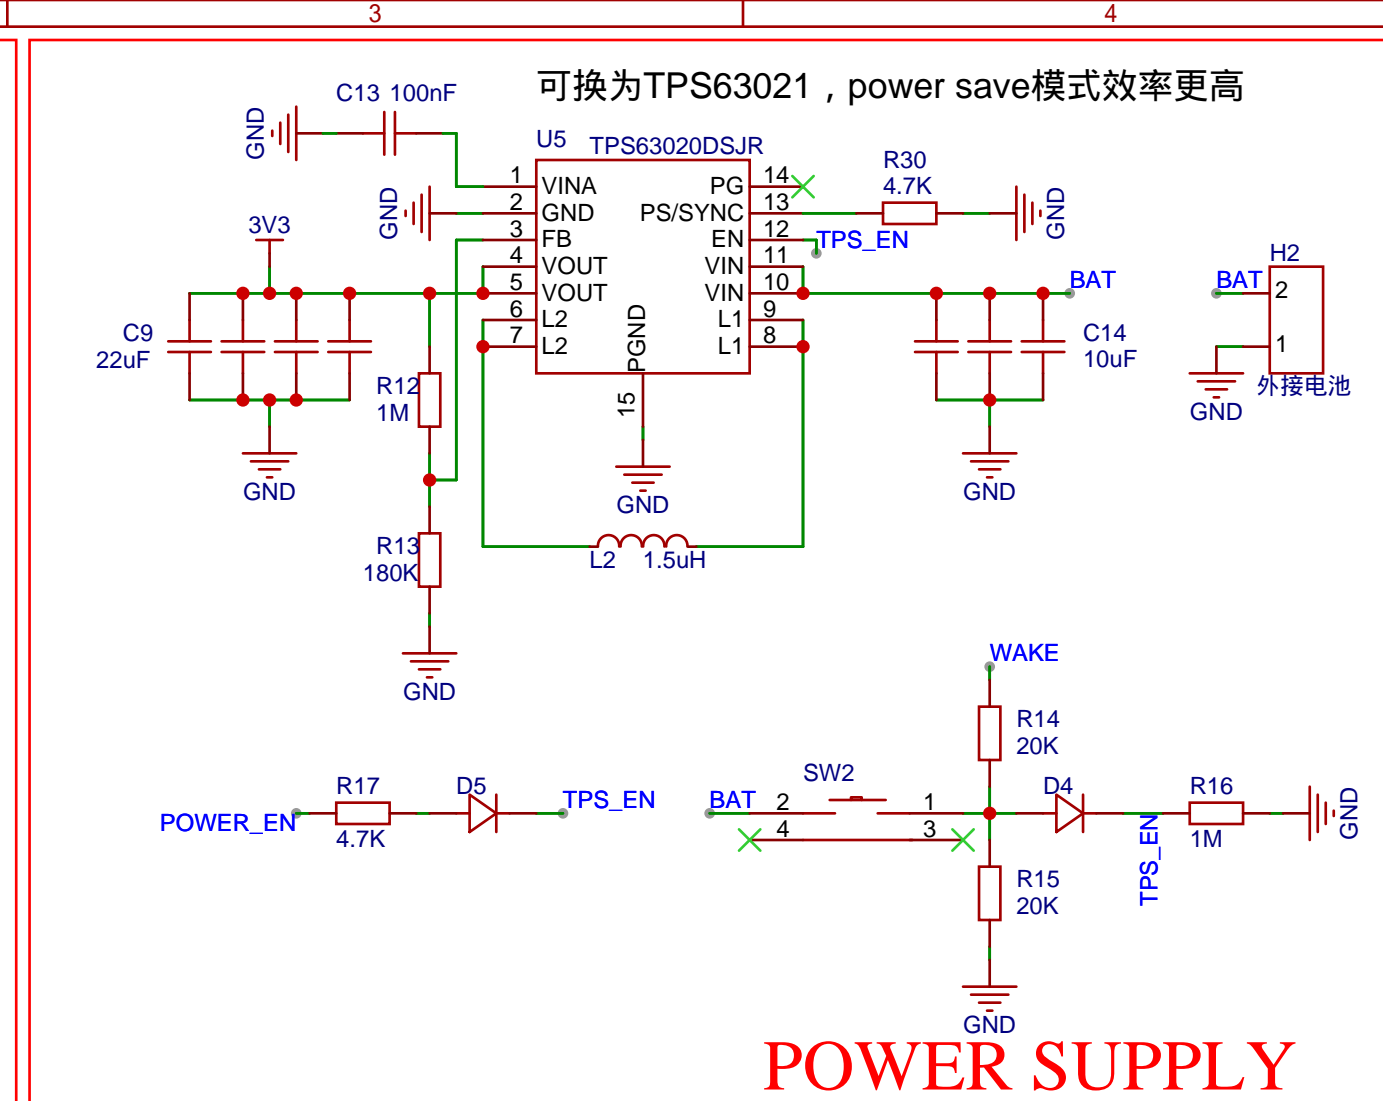 3
4
可换为TPS63021，power save模式效率更高
C13 100nF
GND
U5 TPS63020DSJR
1 VINA
2 GND
3 FB
4 VOUT
5 VOUT
6 L2
7 L2
PG 14
PS/SYNC 13
EN 12
VIN 11
VIN 10
L1 9
L1 8
PGND
15
GND
GND
R30
4.7K
GND
TPS_EN
3V3
C9
22uF
GND
R12
1M
R13
180K
GND
L2 1.5uH
BAT
C14
10uF
GND
H2
BAT
2
1
外接电池
GND
WAKE
R14
20K
POWER_EN
R17
4.7K
D5
TPS_EN
BAT
SW2
2 1
4 3
D4
TPS_EN
R16
1M
GND
R15
20K
GND
POWER SUPPLY